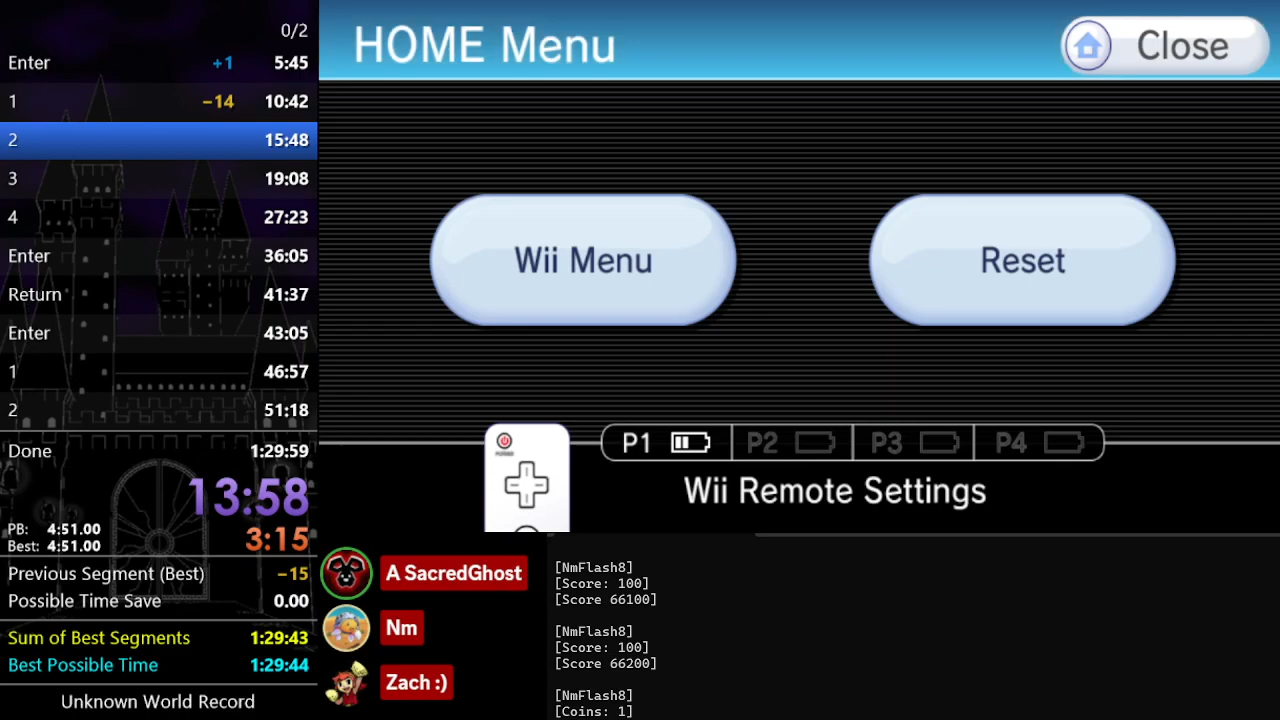 0/2
Enter +1 5:45
1 −14 10:42
2 15:48
3 19:08
4 27:23
Enter 36:05
Return 41:37
Enter 43:05
1 46:57
2 51:18
Done 1:29:59
13:58
PB: 4:51.00
Best: 4:51.00
3:15
Previous Segment (Best) −15
Possible Time Save 0.00
Sum of Best Segments 1:29:43
Best Possible Time 1:29:44
Unknown World Record
HOME Menu
Close
Wii Menu
Reset
P1 P2 P3 P4
Wii Remote Settings
A SacredGhost
Nm
Zach :)
[NmFlash8]
[Score: 100]
[Score 66100]
[NmFlash8]
[Score: 100]
[Score 66200]
[NmFlash8]
[Coins: 1]